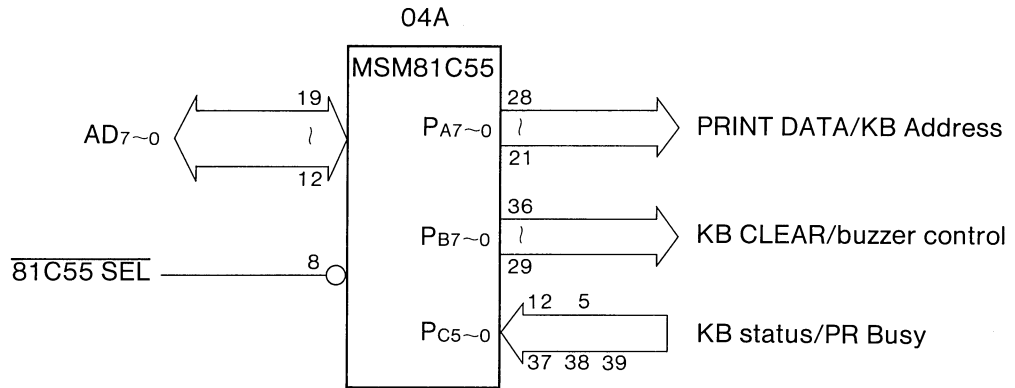 04A
MSM81C55
AD7~0
19
~
12
81C55 SEL
8
PA7~0
28
~
21
PRINT DATA/KB Address
PB7~0
36
~
29
KB CLEAR/buzzer control
PC5~0
12 5
37 38 39
KB status/PR Busy